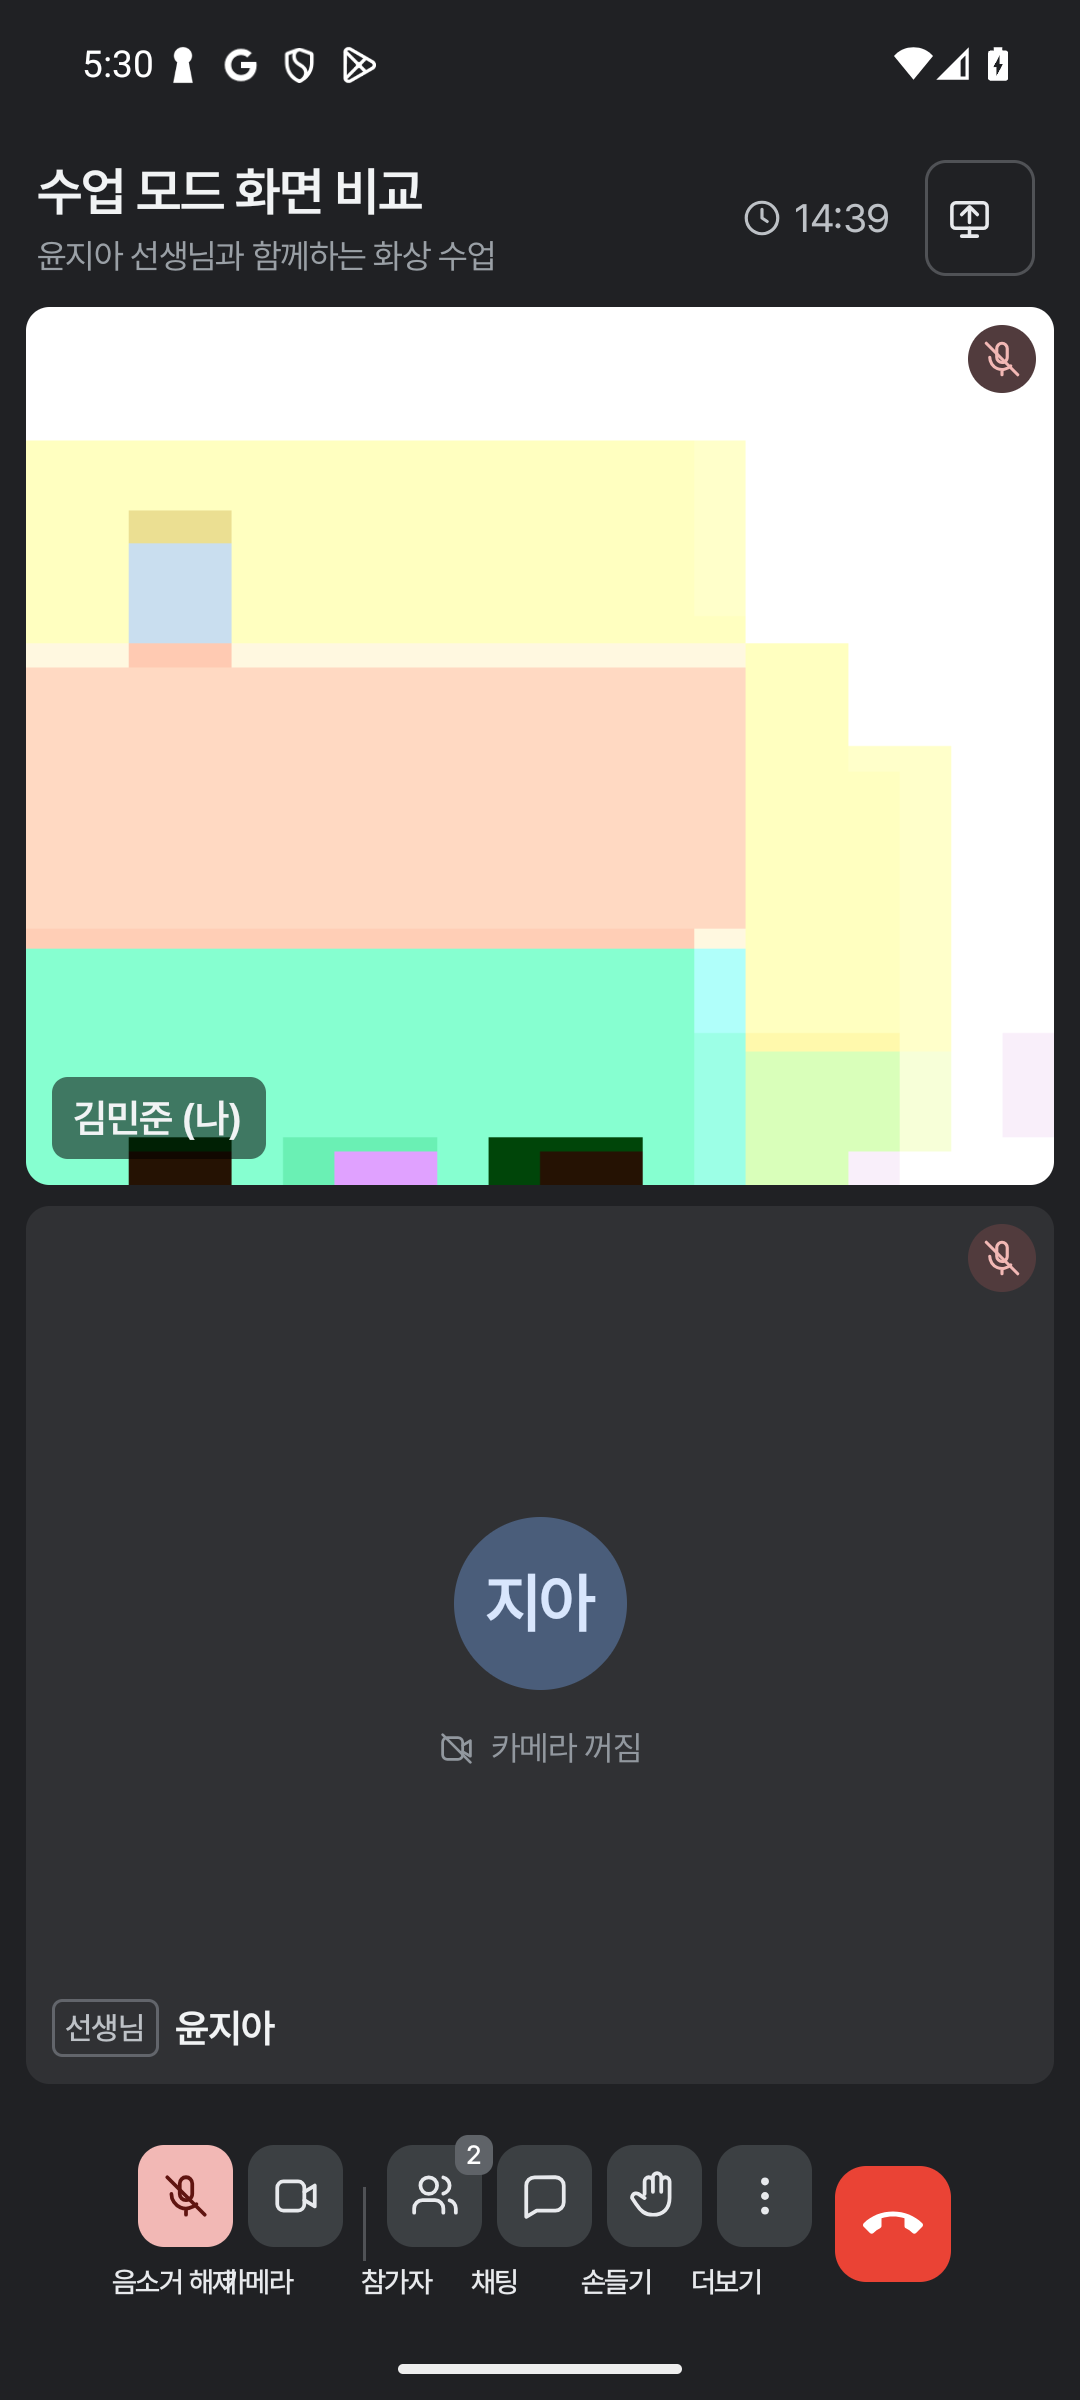 5:30
수업 모드 화면 비교
윤지아 선생님과 함께하는 화상 수업
14:39
김민준 (나)
지아
카메라 꺼짐
선생님 윤지아
2
음소거 해제 카메라 참가자 채팅 손들기 더보기